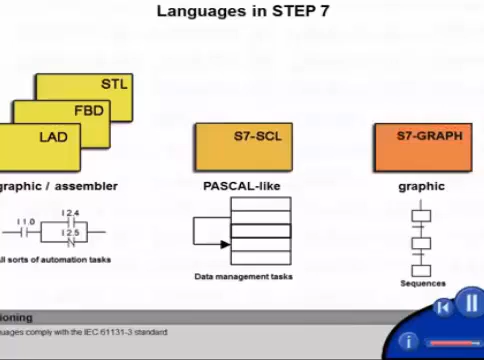 Languages in STEP 7
STL
FBD
LAD
S7-SCL
S7-GRAPH
graphic / assembler
PASCAL-like
graphic
I 1.0
I 2.4
I 2.5
ll sorts of automation tasks
Data management tasks
Sequences
ioning
uages comply with the IEC 61131-3 standard